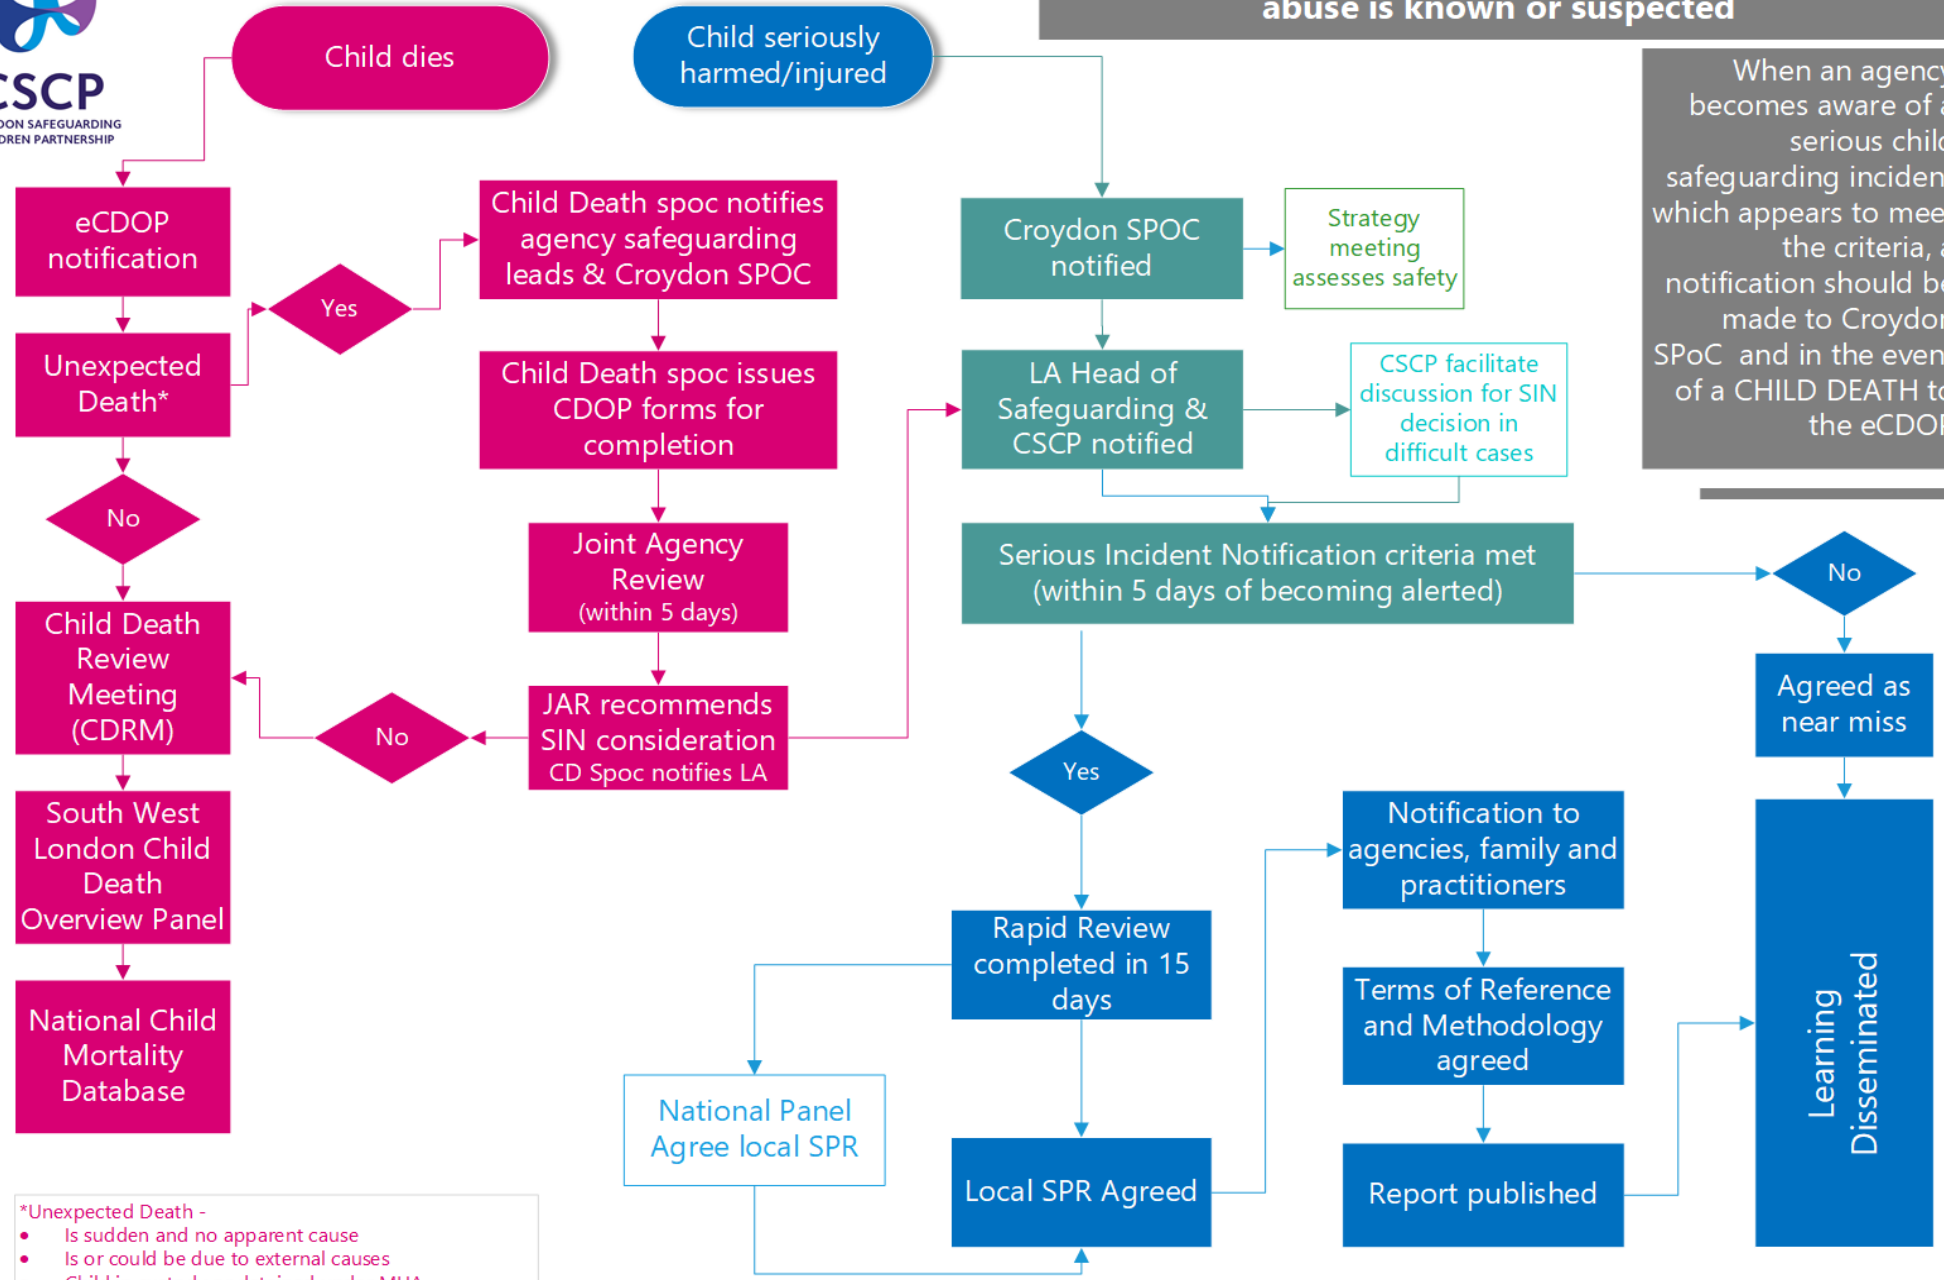 abuse is known or suspected
CSCP
DON SAFEGUARDING
DREN PARTNERSHIP
Child dies
Child seriously
harmed/injured
When an agency
becomes aware of a
serious child
safeguarding incident
which appears to meet
the criteria, a
notification should be
made to Croydon
SPoC and in the event
of a CHILD DEATH to
the eCDOP
eCDOP
notification
Unexpected
Death*
Yes
No
Child Death
Review
Meeting
(CDRM)
South West
London Child
Death
Overview Panel
National Child
Mortality
Database
Child Death spoc notifies
agency safeguarding
leads & Croydon SPOC
Child Death spoc issues
CDOP forms for
completion
Joint Agency
Review
(within 5 days)
JAR recommends
SIN consideration
CD Spoc notifies LA
No
Croydon SPOC
notified
Strategy
meeting
assesses safety
LA Head of
Safeguarding &
CSCP notified
CSCP facilitate
discussion for SIN
decision in
difficult cases
Serious Incident Notification criteria met
(within 5 days of becoming alerted)
No
Agreed as
near miss
Yes
Rapid Review
completed in 15
days
National Panel
Agree local SPR
Local SPR Agreed
Notification to
agencies, family and
practitioners
Terms of Reference
and Methodology
agreed
Report published
Learning
Disseminated
*Unexpected Death -
• Is sudden and no apparent cause
• Is or could be due to external causes